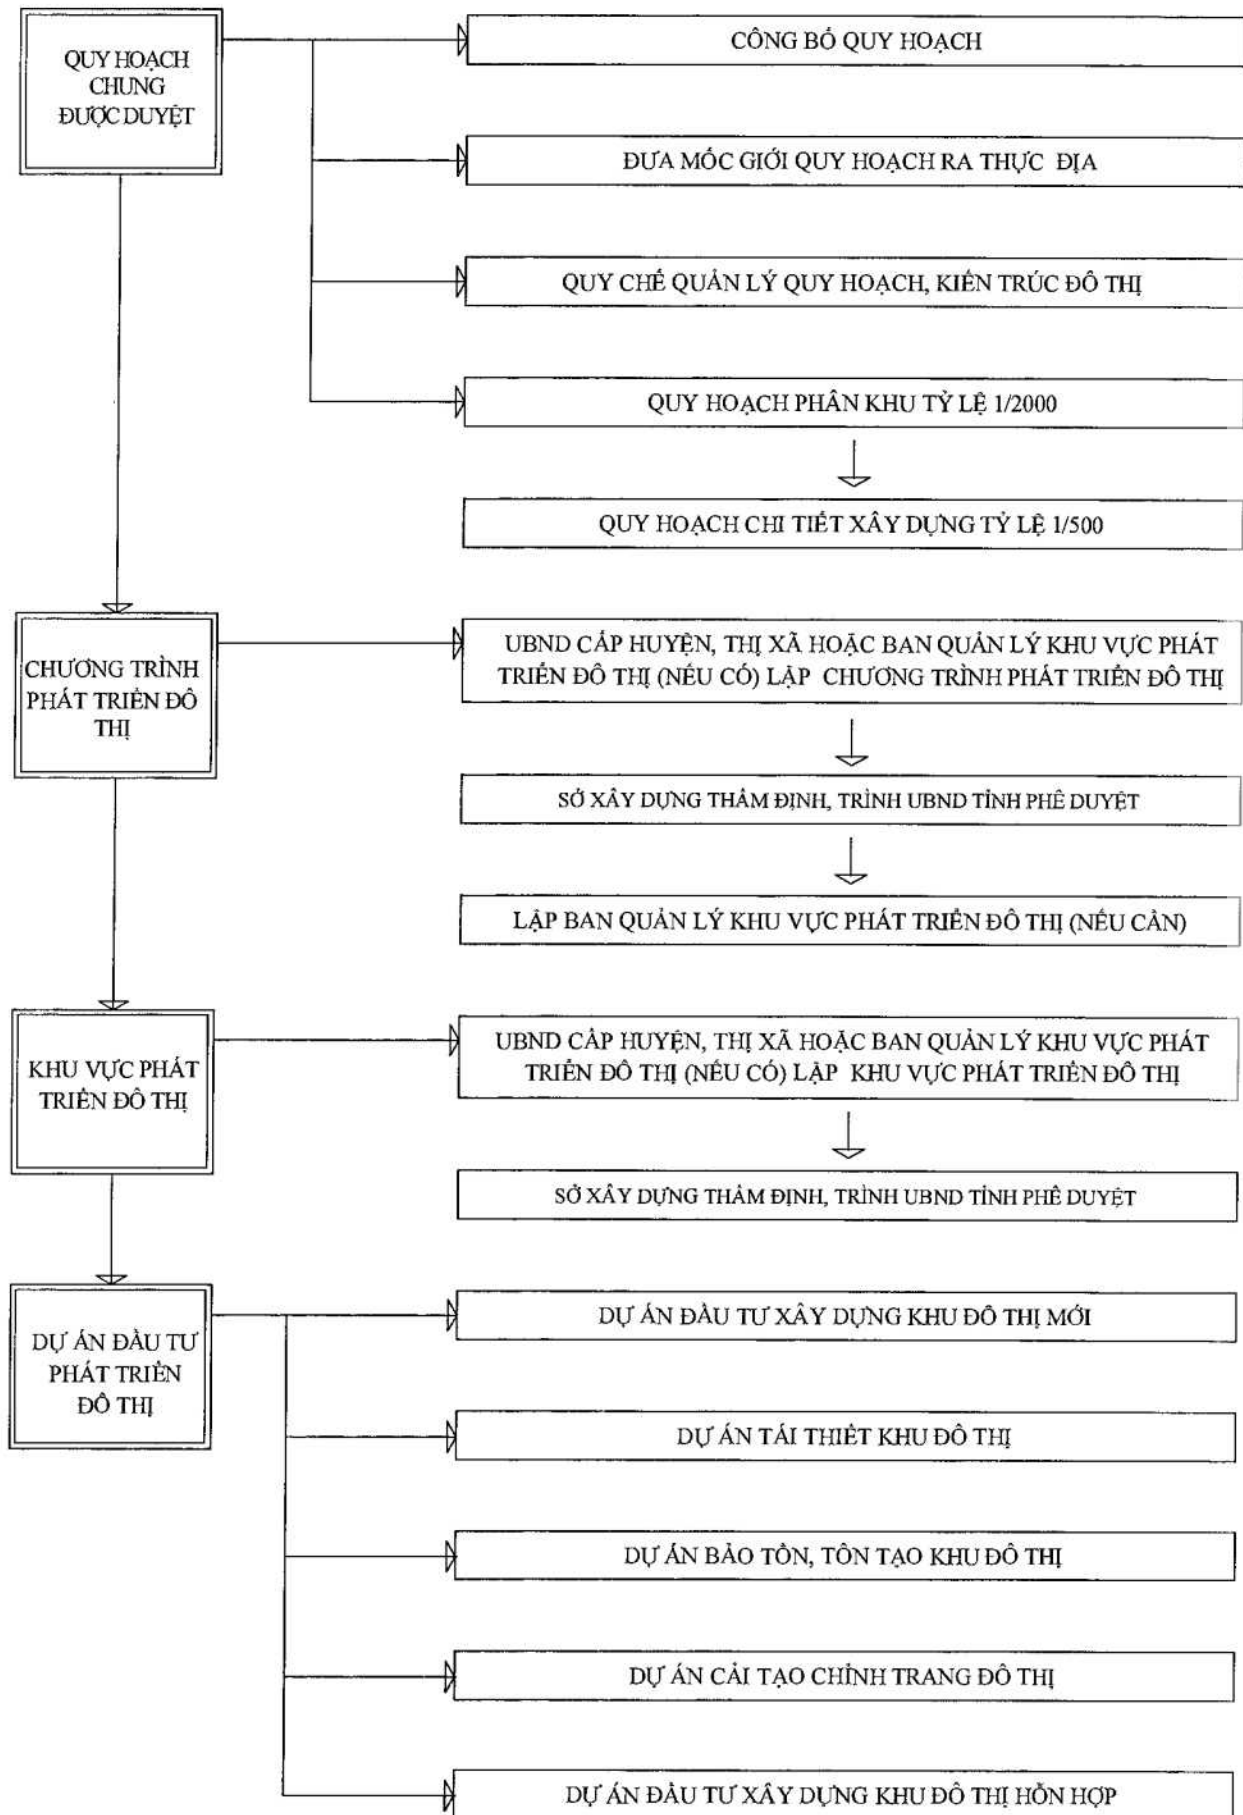 QUY HOẠCH
CHUNG
ĐƯỢC DUYỆT
CÔNG BỐ QUY HOẠCH
ĐƯA MỐC GIỚI QUY HOẠCH RA THỰC ĐỊA
QUY CHẾ QUẢN LÝ QUY HOẠCH, KIẾN TRÚC ĐÔ THỊ
QUY HOẠCH PHÂN KHU TỶ LỆ 1/2000
QUY HOẠCH CHI TIẾT XÂY DỰNG TỶ LỆ 1/500
CHƯƠNG TRÌNH
PHÁT TRIỂN ĐÔ
THỊ
UBND CẤP HUYỆN, THỊ XÃ HOẶC BAN QUẢN LÝ KHU VỰC PHÁT
TRIỂN ĐÔ THỊ (NẾU CÓ) LẬP CHƯƠNG TRÌNH PHÁT TRIỂN ĐÔ THỊ
SỞ XÂY DỰNG THẨM ĐỊNH, TRÌNH UBND TỈNH PHÊ DUYỆT
LẬP BAN QUẢN LÝ KHU VỰC PHÁT TRIỂN ĐÔ THỊ (NẾU CẦN)
KHU VỰC PHÁT
TRIỂN ĐÔ THỊ
UBND CẤP HUYỆN, THỊ XÃ HOẶC BAN QUẢN LÝ KHU VỰC PHÁT
TRIỂN ĐÔ THỊ (NẾU CÓ) LẬP KHU VỰC PHÁT TRIỂN ĐÔ THỊ
SỞ XÂY DỰNG THẨM ĐỊNH, TRÌNH UBND TỈNH PHÊ DUYỆT
DỰ ÁN ĐẦU TƯ
PHÁT TRIỂN
ĐÔ THỊ
DỰ ÁN ĐẦU TƯ XÂY DỰNG KHU ĐÔ THỊ MỚI
DỰ ÁN TÁI THIẾT KHU ĐÔ THỊ
DỰ ÁN BẢO TỒN, TÔN TẠO KHU ĐÔ THỊ
DỰ ÁN CẢI TẠO CHỈNH TRANG ĐÔ THỊ
DỰ ÁN ĐẦU TƯ XÂY DỰNG KHU ĐÔ THỊ HỖN HỢP